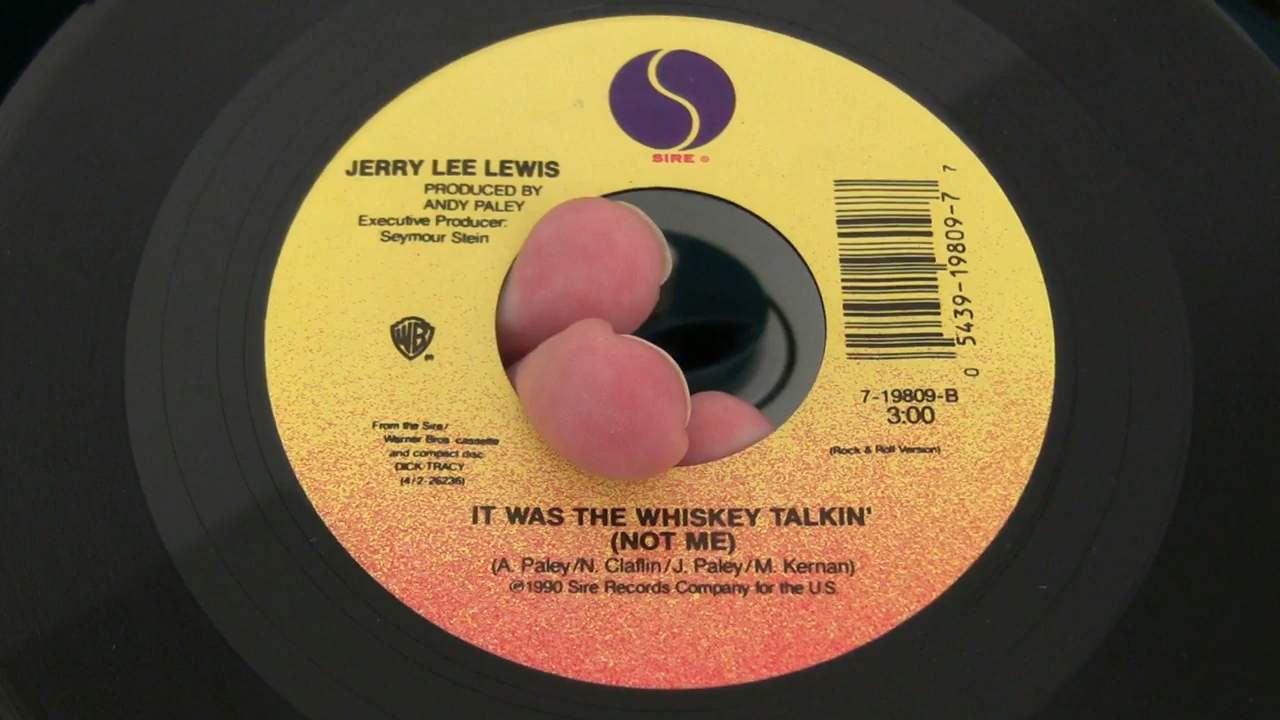 SIRE ®
JERRY LEE LEWIS
PRODUCED BY
ANDY PALEY
Executive Producer:
Seymour Stein
WB
From the Sire/
Warner Bros. cassette
and compact disc
DICK TRACY
(4/2-26236)
0 5439-19809-7 7
7-19809-B
3:00
(Rock & Roll Version)
IT WAS THE WHISKEY TALKIN'
(NOT ME)
(A. Paley/N. Claflin/J. Paley/M. Kernan)
℗1990 Sire Records Company for the U.S.